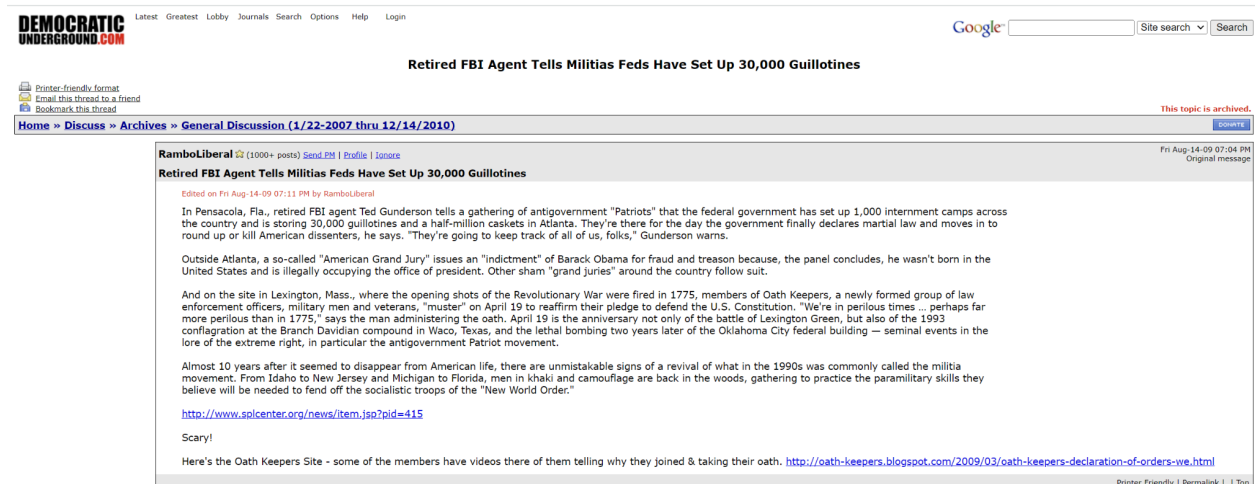 DEMOCRATIC
UNDERGROUND.COM
Latest Greatest Lobby Journals Search Options Help Login
Google Site search Search
Retired FBI Agent Tells Militias Feds Have Set Up 30,000 Guillotines
Printer-friendly format
Email this thread to a friend
Bookmark this thread
This topic is archived.
Home » Discuss » Archives » General Discussion (1/22-2007 thru 12/14/2010)
DONATE
RamboLiberal (1000+ posts) Send PM | Profile | Ignore
Fri Aug-14-09 07:04 PM
Original message
Retired FBI Agent Tells Militias Feds Have Set Up 30,000 Guillotines
Edited on Fri Aug-14-09 07:11 PM by RamboLiberal
In Pensacola, Fla., retired FBI agent Ted Gunderson tells a gathering of antigovernment "Patriots" that the federal government has set up 1,000 internment camps across
the country and is storing 30,000 guillotines and a half-million caskets in Atlanta. They're there for the day the government finally declares martial law and moves in to
round up or kill American dissenters, he says. "They're going to keep track of all of us, folks," Gunderson warns.
Outside Atlanta, a so-called "American Grand Jury" issues an "indictment" of Barack Obama for fraud and treason because, the panel concludes, he wasn't born in the
United States and is illegally occupying the office of president. Other sham "grand juries" around the country follow suit.
And on the site in Lexington, Mass., where the opening shots of the Revolutionary War were fired in 1775, members of Oath Keepers, a newly formed group of law
enforcement officers, military men and veterans, "muster" on April 19 to reaffirm their pledge to defend the U.S. Constitution. "We're in perilous times ... perhaps far
more perilous than in 1775," says the man administering the oath. April 19 is the anniversary not only of the battle of Lexington Green, but also of the 1993
conflagration at the Branch Davidian compound in Waco, Texas, and the lethal bombing two years later of the Oklahoma City federal building — seminal events in the
lore of the extreme right, in particular the antigovernment Patriot movement.
Almost 10 years after it seemed to disappear from American life, there are unmistakable signs of a revival of what in the 1990s was commonly called the militia
movement. From Idaho to New Jersey and Michigan to Florida, men in khaki and camouflage are back in the woods, gathering to practice the paramilitary skills they
believe will be needed to fend off the socialistic troops of the "New World Order."
http://www.splcenter.org/news/item.jsp?pid=415
Scary!
Here's the Oath Keepers Site - some of the members have videos there of them telling why they joined & taking their oath. http://oath-keepers.blogspot.com/2009/03/oath-keepers-declaration-of-orders-we.html
Printer Friendly | Permalink | | Top